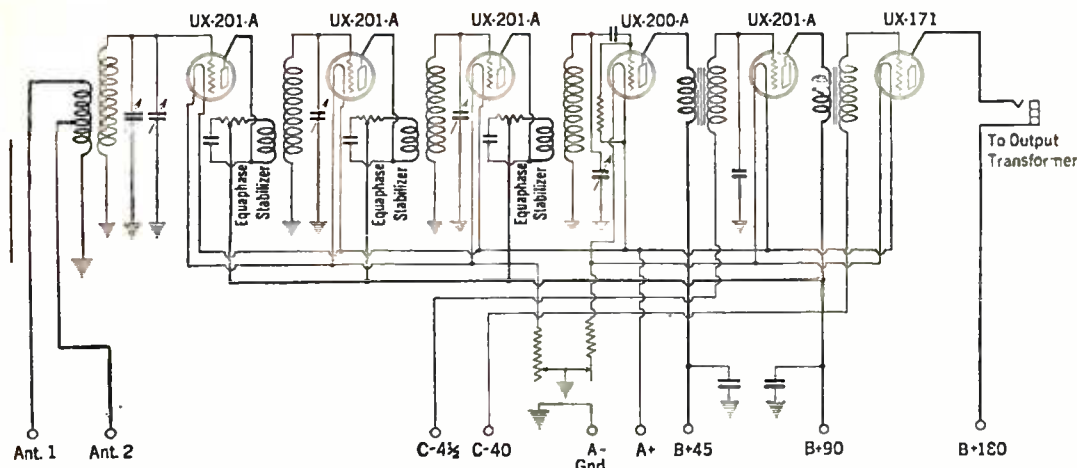 UX-201-A UX-201-A UX-201-A UX-200-A UX-201-A UX-171
Equaphase
Stabilizer
Equaphase
Stabilizer
Equaphase
Stabilizer
To Output
Transformer
Ant. 1 Ant. 2 C-4½ C-40 A- A+ B+45 B+90 B+180
Gnd